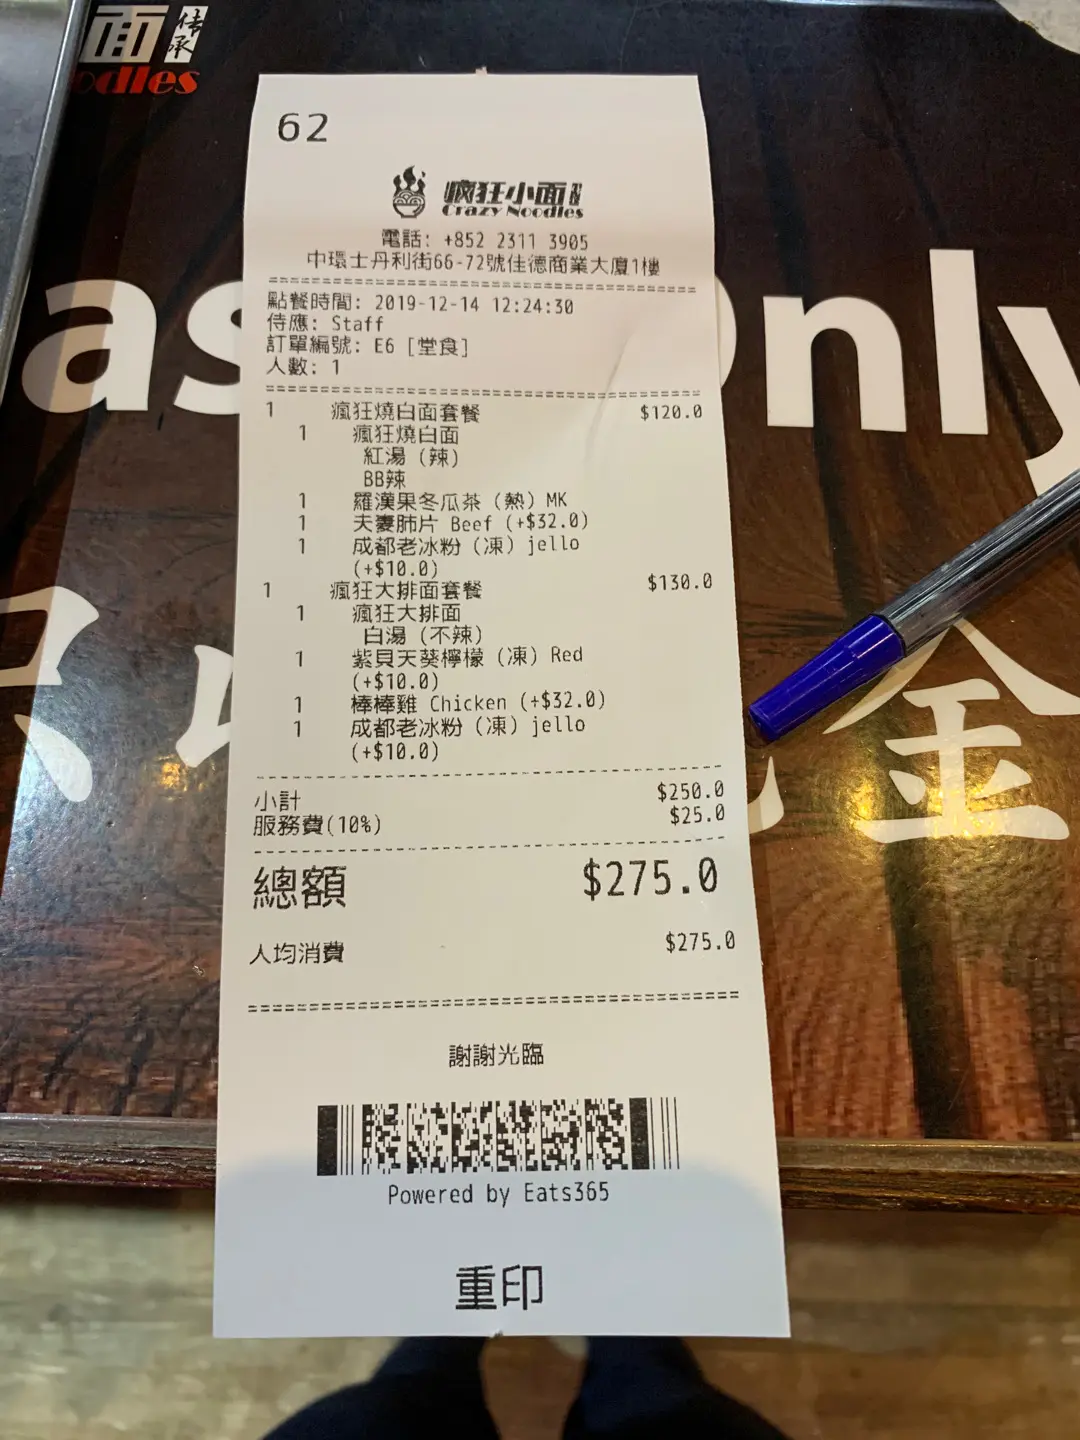 面 传承
odles
62
瘋狂小面
Crazy Noodles
電話: +852 2311 3905
中環士丹利街66-72號佳德商業大廈1樓
點餐時間: 2019-12-14 12:24:30
侍應: Staff
訂單編號: E6 [堂食]
人數: 1
1 瘋狂燒白面套餐 $120.0
1 瘋狂燒白面
紅湯 (辣)
BB辣
1 羅漢果冬瓜茶 (熱) MK
1 夫妻肺片 Beef (+$32.0)
1 成都老冰粉 (凍) jello
(+$10.0)
1 瘋狂大排面套餐 $130.0
1 瘋狂大排面
白湯 (不辣)
1 紫貝天葵檸檬 (凍) Red
(+$10.0)
1 棒棒雞 Chicken (+$32.0)
1 成都老冰粉 (凍) jello
(+$10.0)
小計 $250.0
服務費(10%) $25.0
總額 $275.0
人均消費 $275.0
謝謝光臨
Powered by Eats365
重印
as nly
金